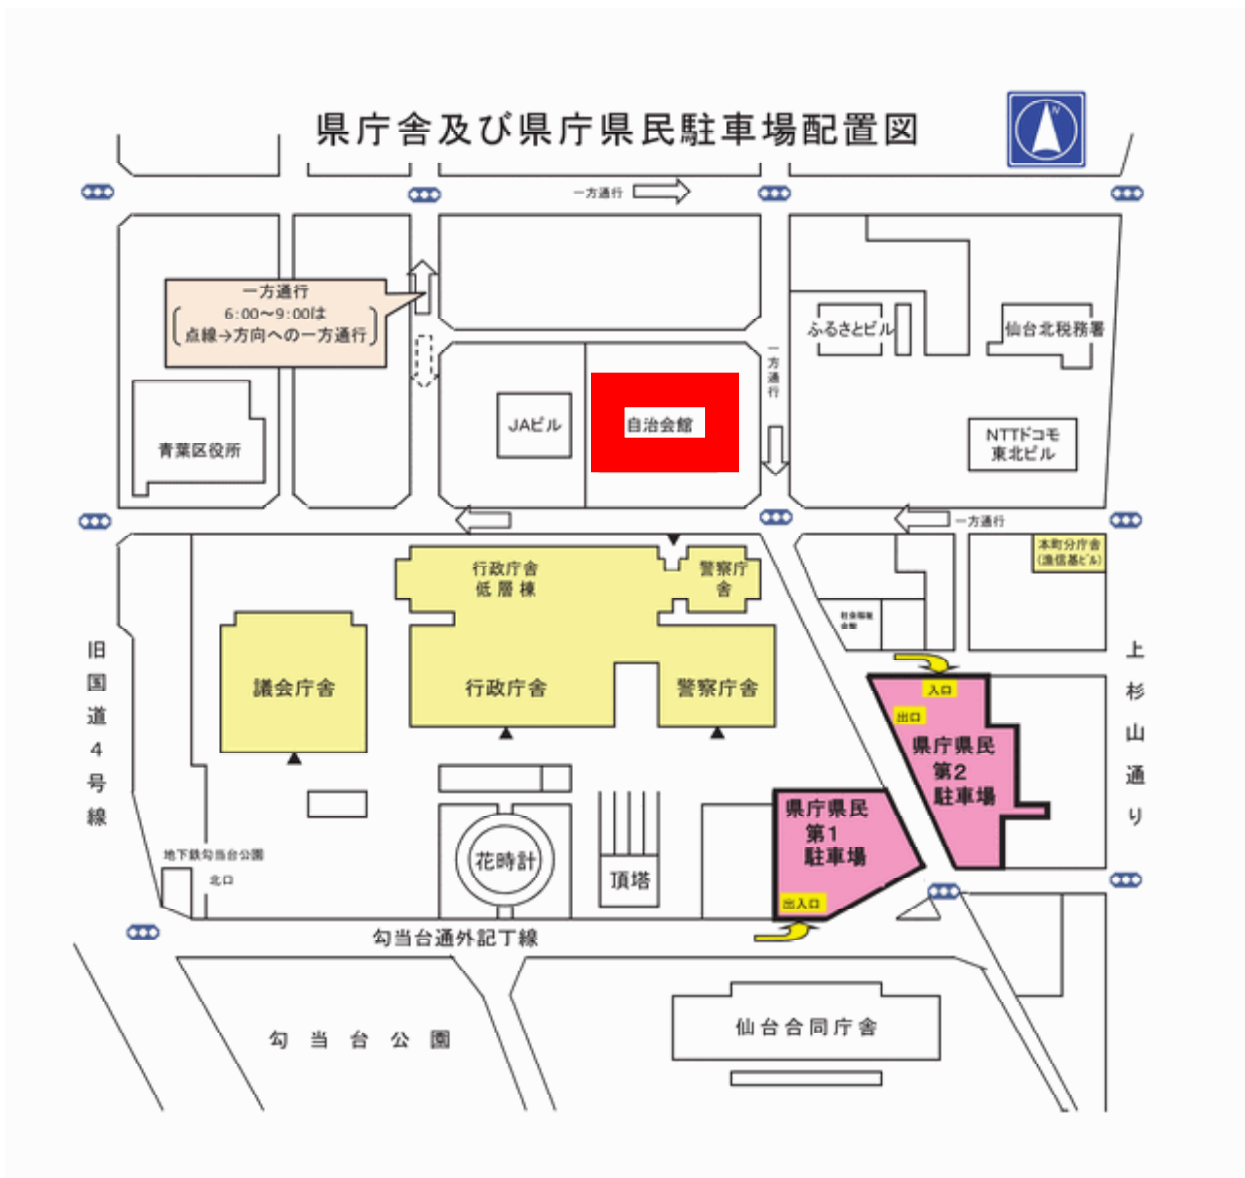 県庁舎及び県庁県民駐車場配置図
N
一方通行
一方通行
6:00～9:00は
点線→方向への一方通行
ふるさとビル
仙台北税務署
一方通行
JAビル
自治会館
青葉区役所
NTTドコモ
東北ビル
一方通行
本町分庁舎
(漁信基ビル)
行政庁舎
低層棟
警察庁
舎
社会福祉
会館
旧国道4号線
上杉山通り
議会庁舎
行政庁舎
警察庁舎
入口
出口
県庁県民
第2
駐車場
県庁県民
第1
駐車場
地下鉄勾当台公園
北口
花時計
頂塔
出入口
勾当台通外記丁線
勾当台公園
仙台合同庁舎